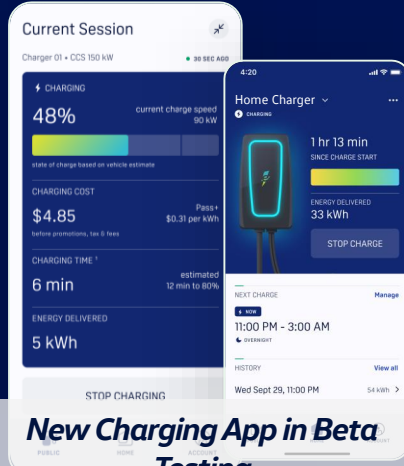 Current Session
Charger 01 • CCS 150 kW
30 SEC AGO
CHARGING
48%
current charge speed
90 kW
state of charge based on vehicle estimate
CHARGING COST
$4.85
Pass+
$0.31 per kWh
before promotions, tax & fees
CHARGING TIME †
6 min
estimated
12 min to 80%
ENERGY DELIVERED
5 kWh
STOP CHARGING
PUBLIC
HOME
ACCOUNT
4:20
Home Charger
CHARGING
1 hr 13 min
SINCE CHARGE START
ENERGY DELIVERED
33 kWh
STOP CHARGE
NEXT CHARGE
Manage
NOW
11:00 PM - 3:00 AM
OVERNIGHT
HISTORY
View all
Wed Sept 29, 11:00 PM
54 kWh
New Charging App in Beta
Testing